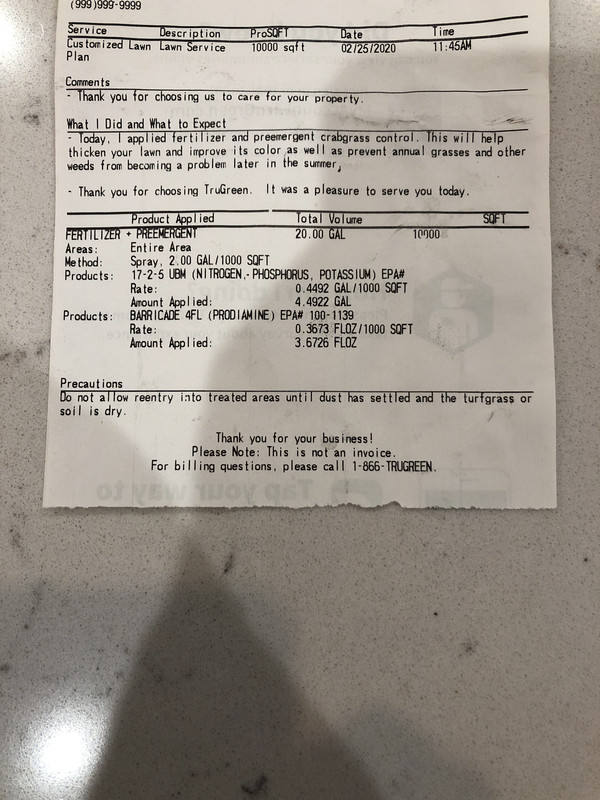 (999)999-9999
Service Description ProSQFT Date Time
Customized Lawn Lawn Service 10000 sqft 02/25/2020 11:45AM
Plan
Comments
- Thank you for choosing us to care for your property.
What I Did and What to Expect
- Today, I applied fertilizer and preemergent crabgrass control. This will help
thicken your lawn and improve its color as well as prevent annual grasses and other
weeds from becoming a problem later in the summer.
- Thank you for choosing TruGreen. It was a pleasure to serve you today.
Product Applied Total Volume SQFT
FERTILIZER + PREEMERGENT 20.00 GAL 10000
Areas: Entire Area
Method: Spray, 2.00 GAL/1000 SQFT
Products: 17-2-5 UBM (NITROGEN, PHOSPHORUS, POTASSIUM) EPA#
Rate: 0.4492 GAL/1000 SQFT
Amount Applied: 4.4922 GAL
Products: BARRICADE 4FL (PRODIAMINE) EPA# 100-1139
Rate: 0.3673 FLOZ/1000 SQFT
Amount Applied: 3.6726 FLOZ
Precautions
Do not allow reentry into treated areas until dust has settled and the turfgrass or
soil is dry.
Thank you for your business!
Please Note: This is not an invoice.
For billing questions, please call 1-866-TRUGREEN.